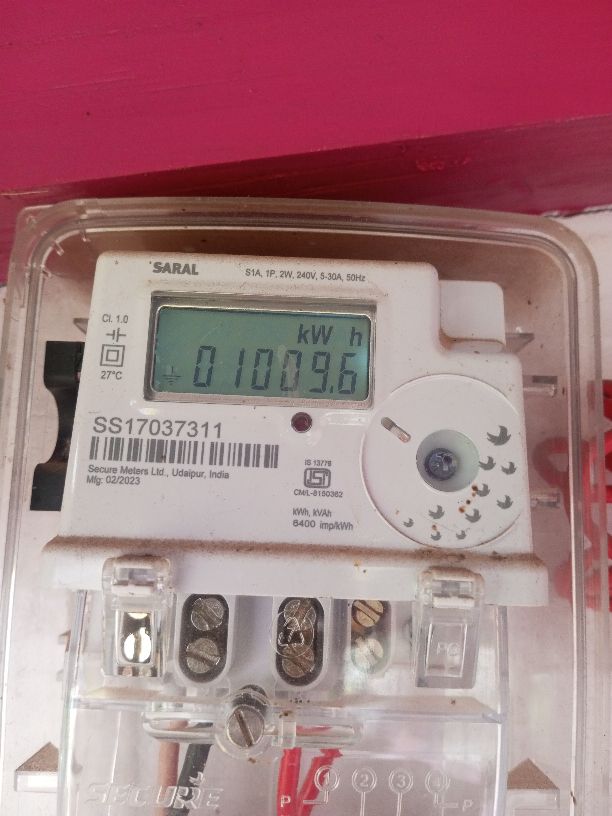 SARAL
S1A, 1P, 2W, 240V, 5-30A, 50Hz
Cl. 1.0
27°C
kW h
01009.6
SS17037311
Secure Meters Ltd., Udaipur, India
Mfg: 02/2023
IS 13779
ISI
CM/L-8150362
kWh, kVAh
6400 imp/kWh
SECURE
P 1 2 3 4 P